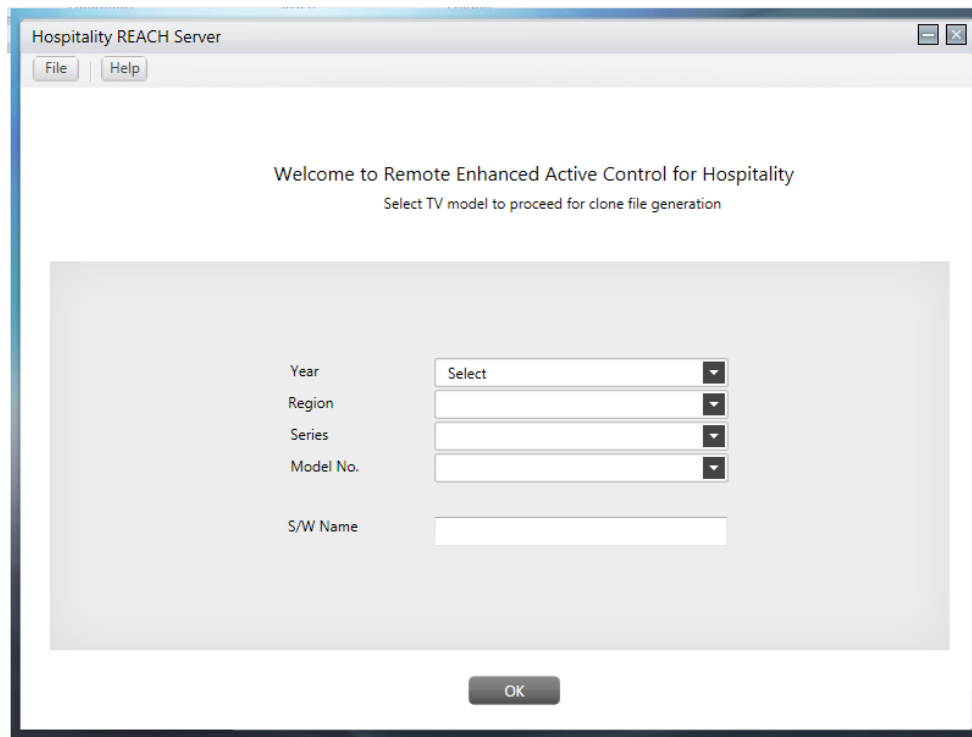 Hospitality REACH Server
File Help
Welcome to Remote Enhanced Active Control for Hospitality
Select TV model to proceed for clone file generation
Year Select
Region
Series
Model No.
S/W Name
OK